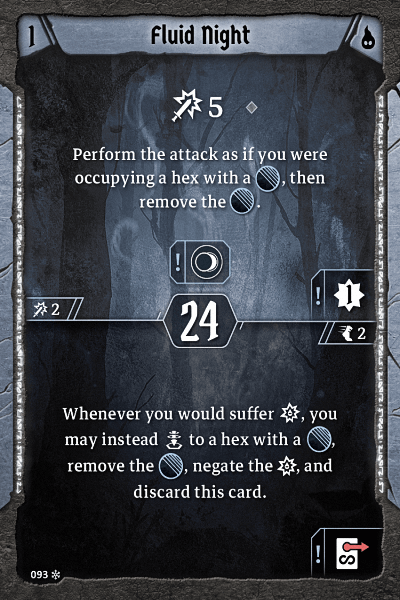 1
Fluid Night
5
Perform the attack as if you were
occupying a hex with a , then
remove the .
!
! 1
2
24
2
Whenever you would suffer , you
may instead to a hex with a ,
remove the , negate the , and
discard this card.
!
093